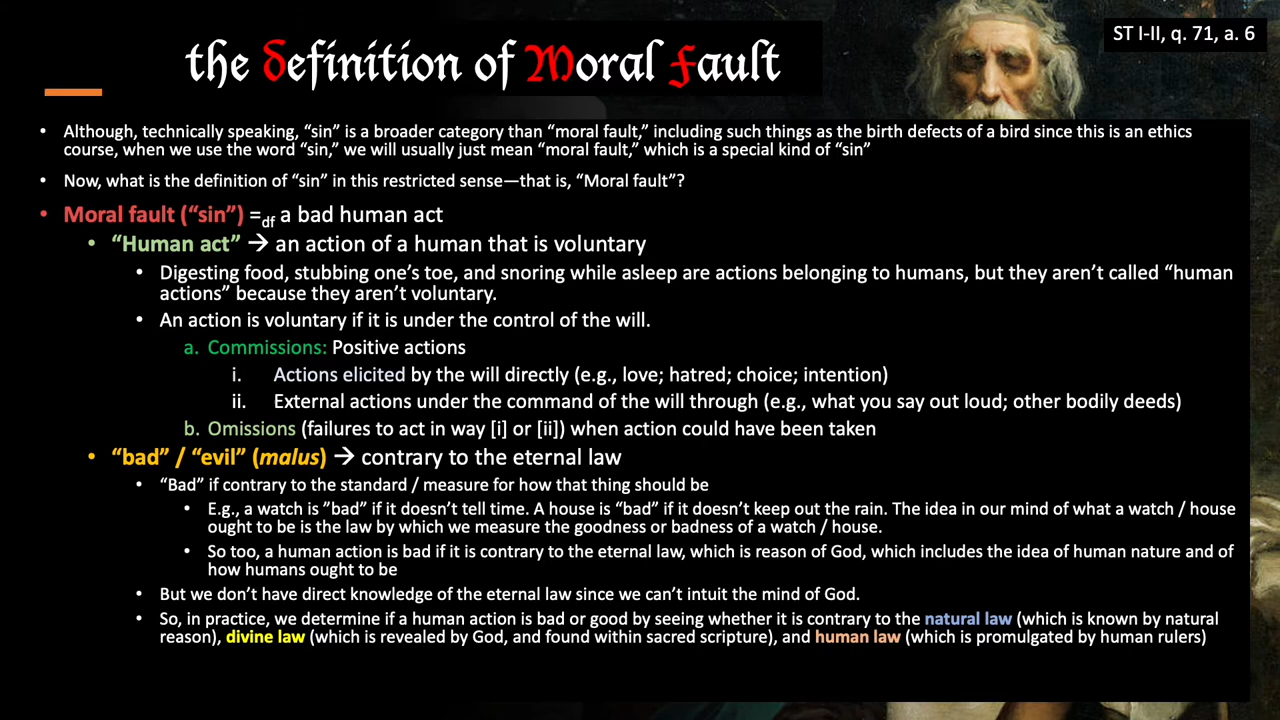 ST I-II, q. 71, a. 6
the Definition of Moral Fault
• Although, technically speaking, “sin” is a broader category than “moral fault,” including such things as the birth defects of a bird since this is an ethics
course, when we use the word “sin,” we will usually just mean “moral fault,” which is a special kind of “sin”
• Now, what is the definition of “sin” in this restricted sense—that is, “Moral fault”?
• Moral fault (“sin”) =df a bad human act
• “Human act” → an action of a human that is voluntary
• Digesting food, stubbing one’s toe, and snoring while asleep are actions belonging to humans, but they aren’t called “human
actions” because they aren’t voluntary.
• An action is voluntary if it is under the control of the will.
a. Commissions: Positive actions
i. Actions elicited by the will directly (e.g., love; hatred; choice; intention)
ii. External actions under the command of the will through (e.g., what you say out loud; other bodily deeds)
b. Omissions (failures to act in way [i] or [ii]) when action could have been taken
• “bad” / “evil” (malus) → contrary to the eternal law
• “Bad” if contrary to the standard / measure for how that thing should be
• E.g., a watch is ”bad” if it doesn’t tell time. A house is “bad” if it doesn’t keep out the rain. The idea in our mind of what a watch / house
ought to be is the law by which we measure the goodness or badness of a watch / house.
• So too, a human action is bad if it is contrary to the eternal law, which is reason of God, which includes the idea of human nature and of
how humans ought to be
• But we don’t have direct knowledge of the eternal law since we can’t intuit the mind of God.
• So, in practice, we determine if a human action is bad or good by seeing whether it is contrary to the natural law (which is known by natural
reason), divine law (which is revealed by God, and found within sacred scripture), and human law (which is promulgated by human rulers)